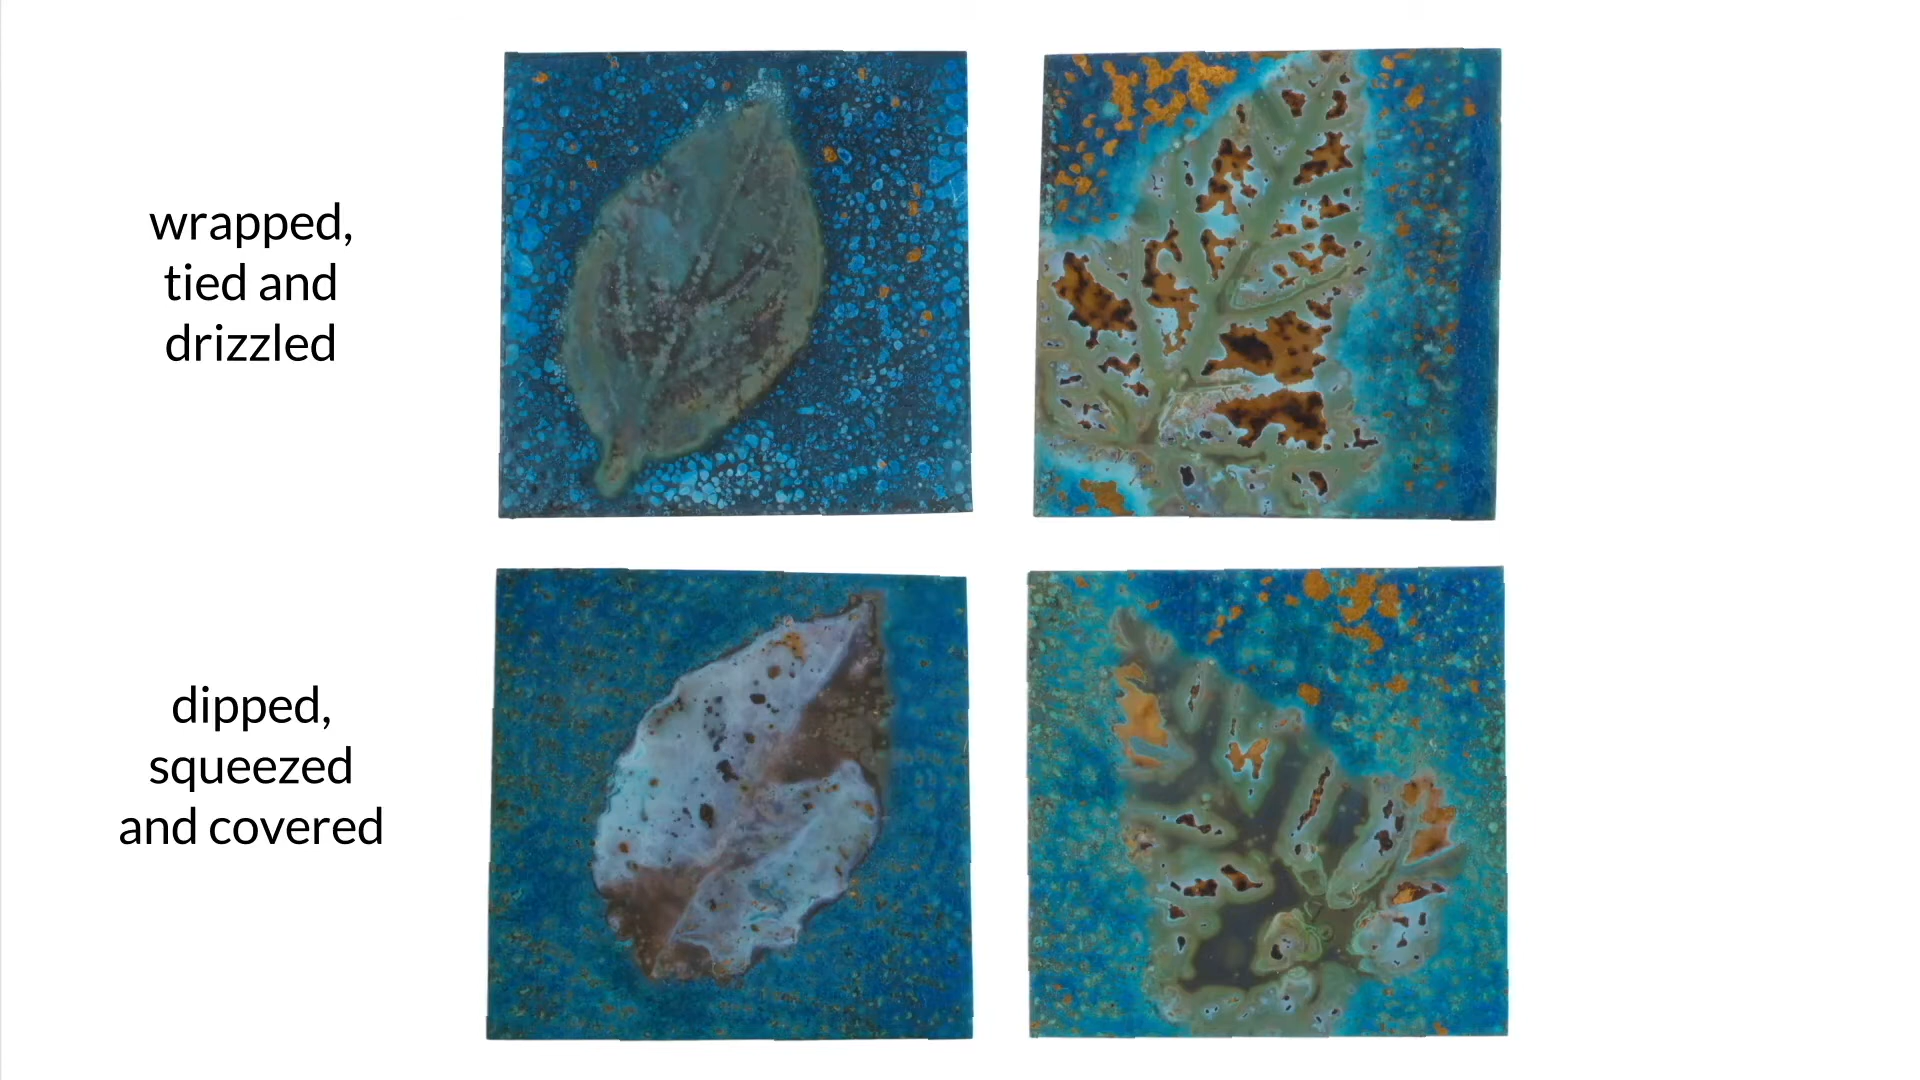 wrapped,
tied and
drizzled
dipped,
squeezed
and covered